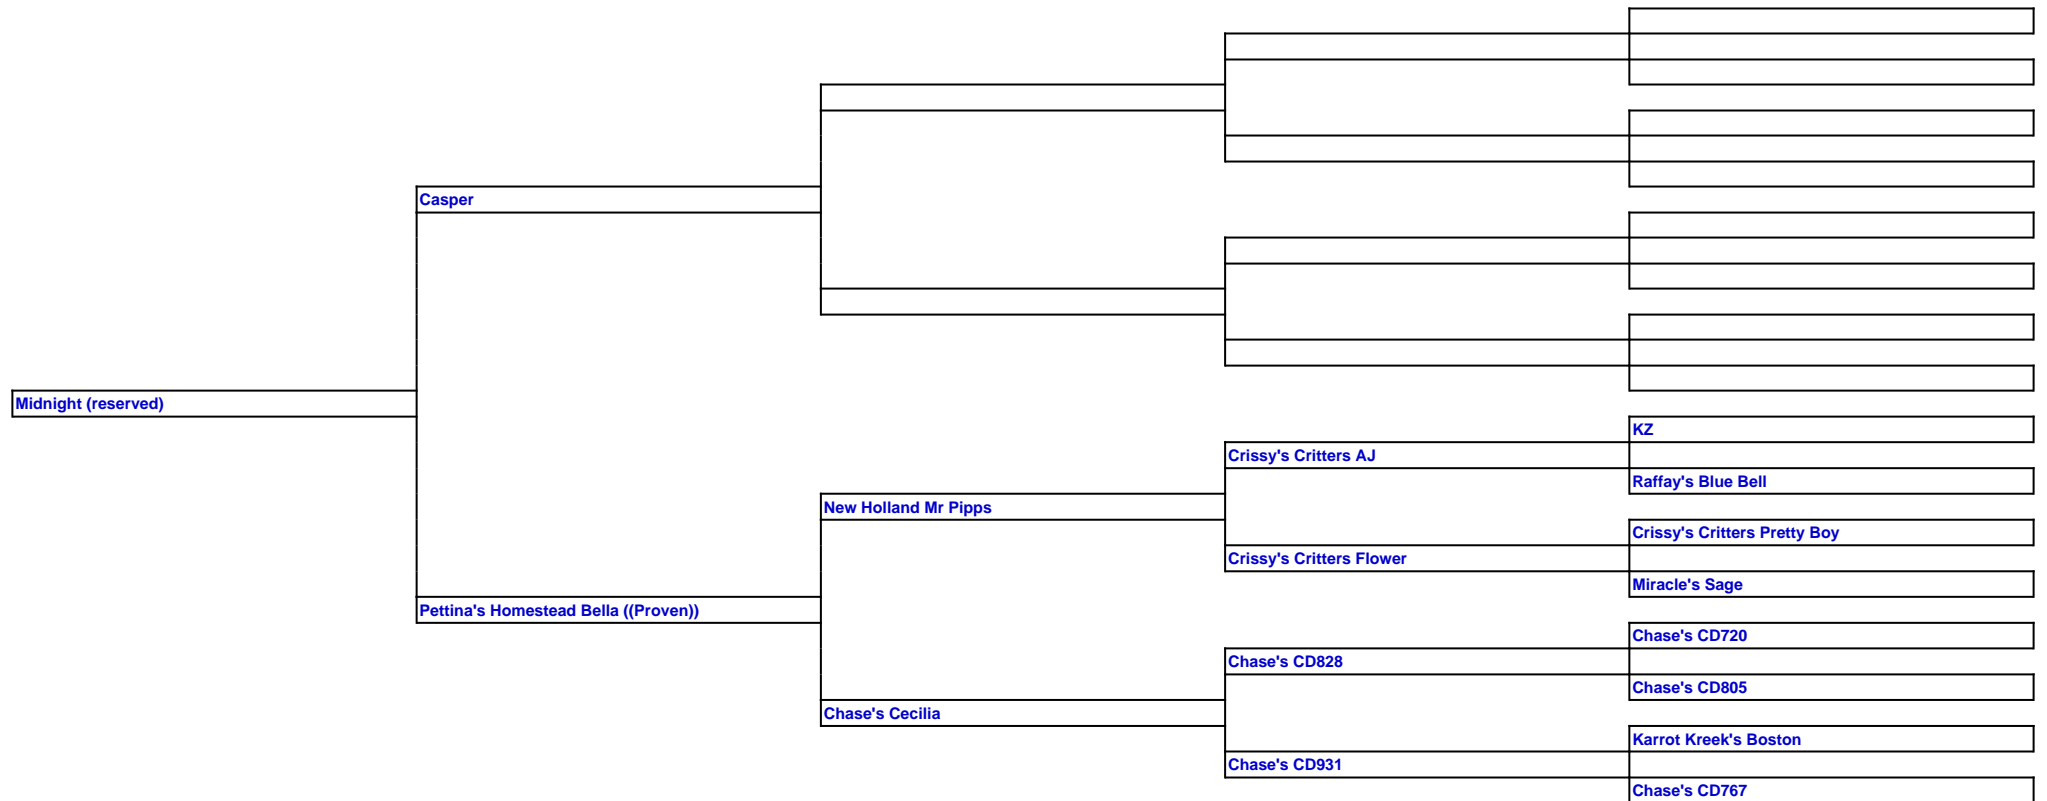 Casper
Midnight (reserved)
KZ
Crissy's Critters AJ
Raffay's Blue Bell
New Holland Mr Pipps
Crissy's Critters Pretty Boy
Crissy's Critters Flower
Miracle's Sage
Pettina's Homestead Bella ((Proven))
Chase's CD720
Chase's CD828
Chase's CD805
Chase's Cecilia
Karrot Kreek's Boston
Chase's CD931
Chase's CD767